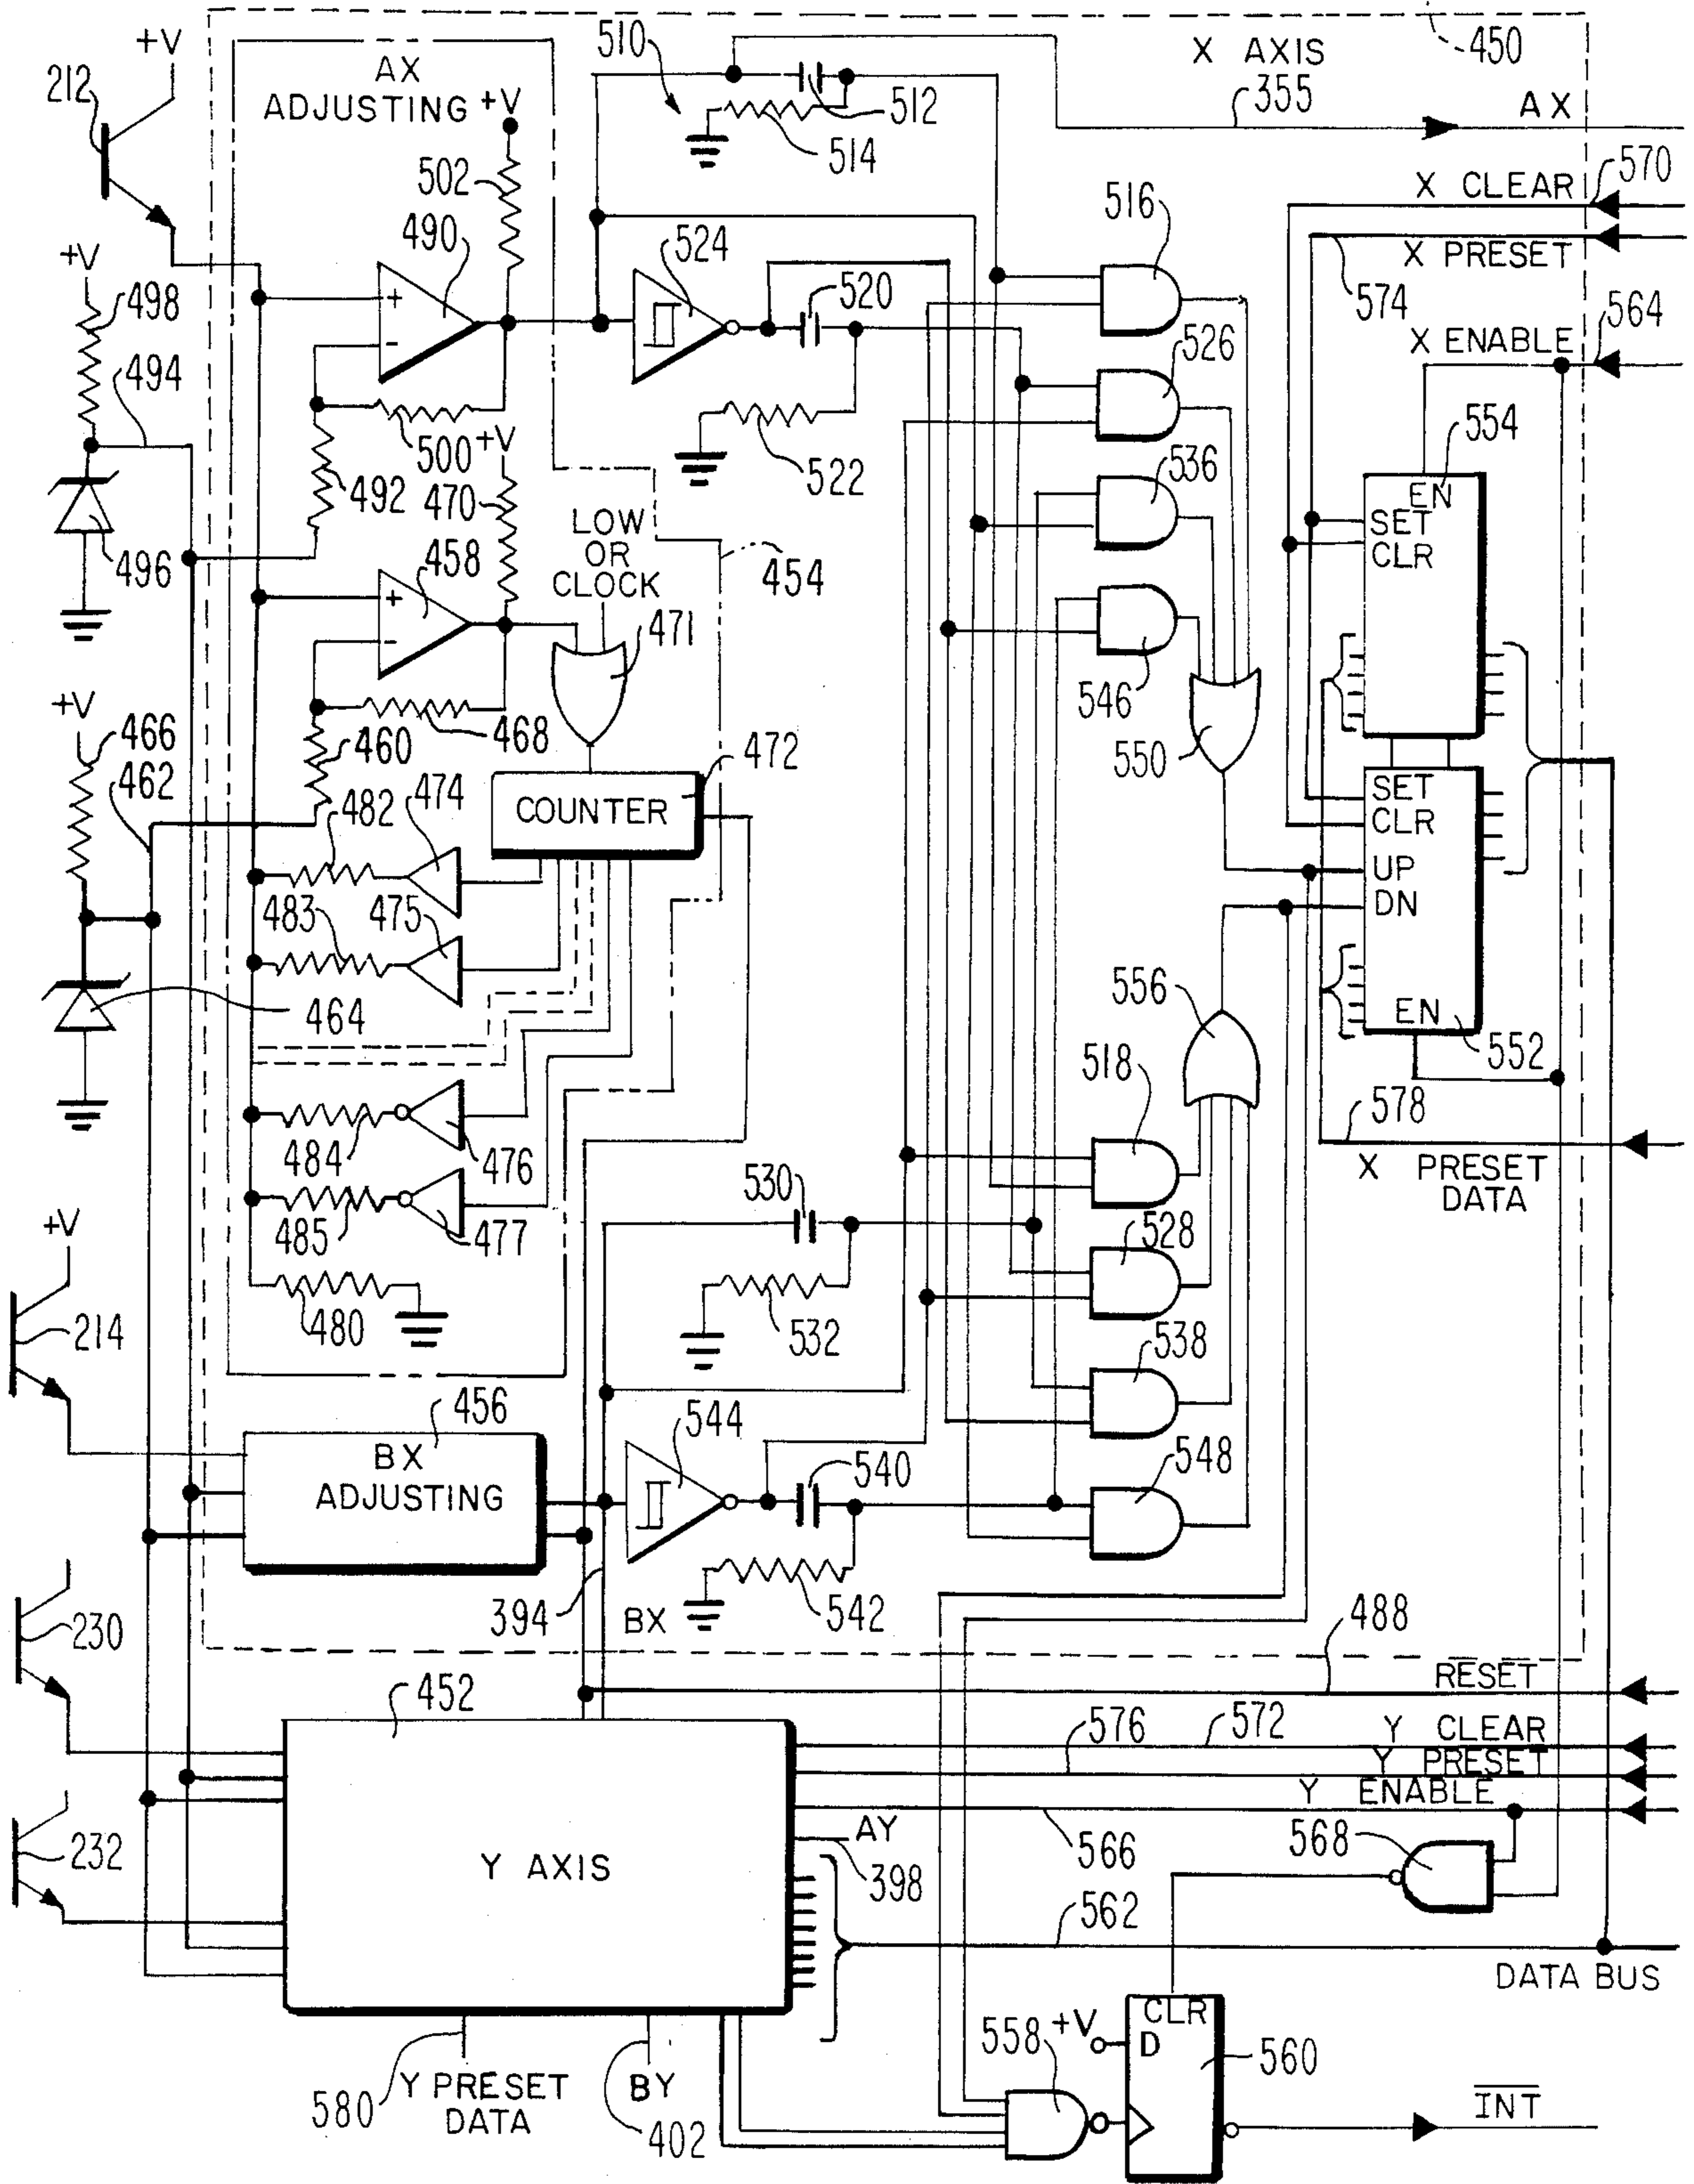 450
+V
X AXIS
510
212
AX
ADJUSTING
+V
512
355
AX
514
502
570
X CLEAR
516
490
524
X PRESET
+V
498
520
574
564
526
X ENABLE
494
500
+V
554
522
536
EN
492
470
SET
LOW
OR
CLOCK
CLR
496
458
454
+
-
+
-
471
546
+V
468
466
460
472
550
462
482
474
COUNTER
SET
CLR
UP
483
475
DN
556
464
EN
552
518
484
476
578
530
X PRESET
DATA
+V
485
477
528
214
480
532
538
456
544
BX
ADJUSTING
540
548
394
BX
542
230
488
452
RESET
576
572
Y CLEAR
Y PRESET
Y ENABLE
232
AY
568
Y AXIS
398
566
562
DATA BUS
+V
CLR
558
D
560
580
Y PRESET
DATA
BY
402
INT